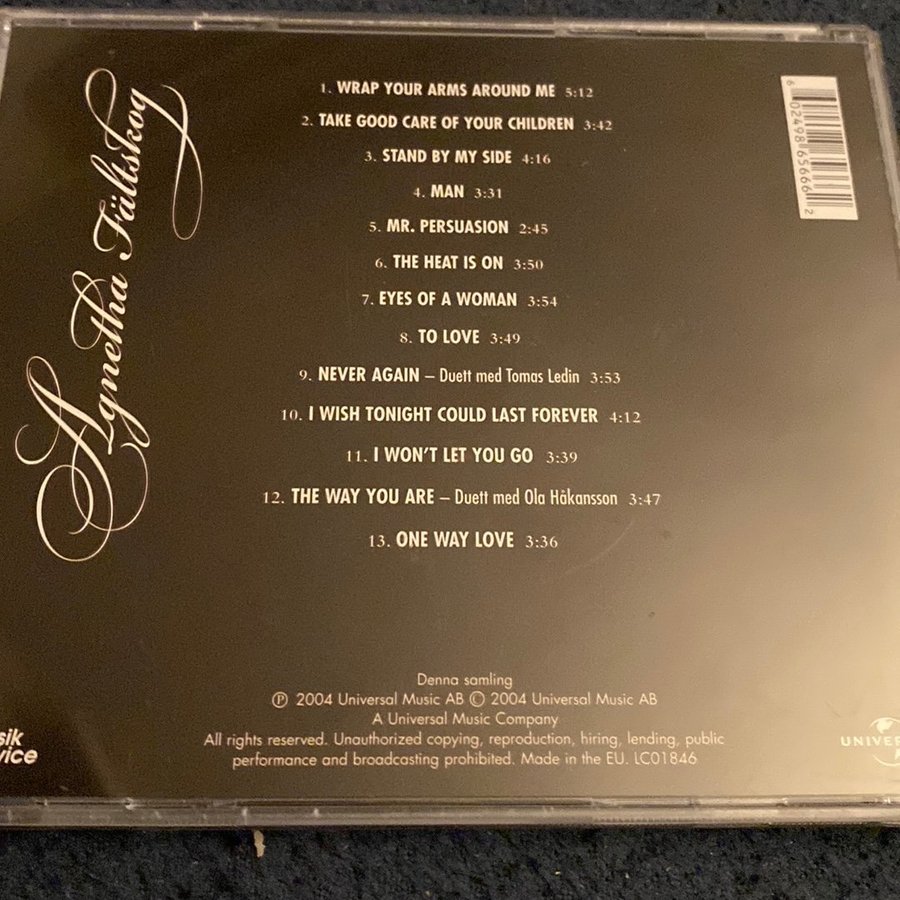 Agnetha Fältskog
1. WRAP YOUR ARMS AROUND ME 5:12
2. TAKE GOOD CARE OF YOUR CHILDREN 3:42
3. STAND BY MY SIDE 4:16
4. MAN 3:31
5. MR. PERSUASION 2:45
6. THE HEAT IS ON 3:50
7. EYES OF A WOMAN 3:54
8. TO LOVE 3:49
9. NEVER AGAIN – Duett med Tomas Ledin 3:53
10. I WISH TONIGHT COULD LAST FOREVER 4:12
11. I WON'T LET YOU GO 3:39
12. THE WAY YOU ARE – Duett med Ola Håkansson 3:47
13. ONE WAY LOVE 3:36
6 02498 65666 2
Denna samling
℗ 2004 Universal Music AB © 2004 Universal Music AB
A Universal Music Company
All rights reserved. Unauthorized copying, reproduction, hiring, lending, public
performance and broadcasting prohibited. Made in the EU. LC01846